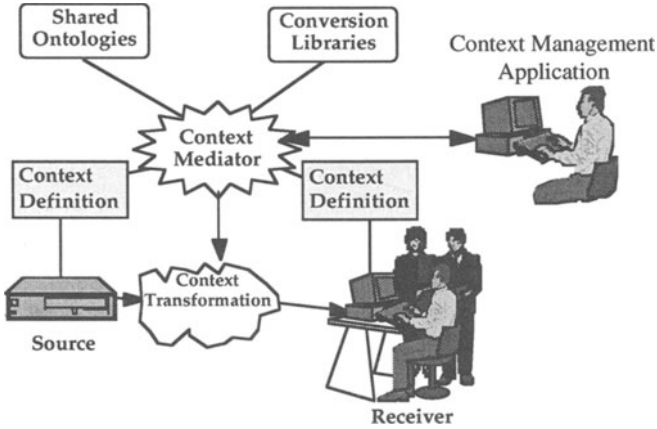 Shared
Ontologies
Conversion
Libraries
Context Management
Application
Context
Mediator
Context
Definition
Context
Definition
Context
Transformation
Source
Receiver